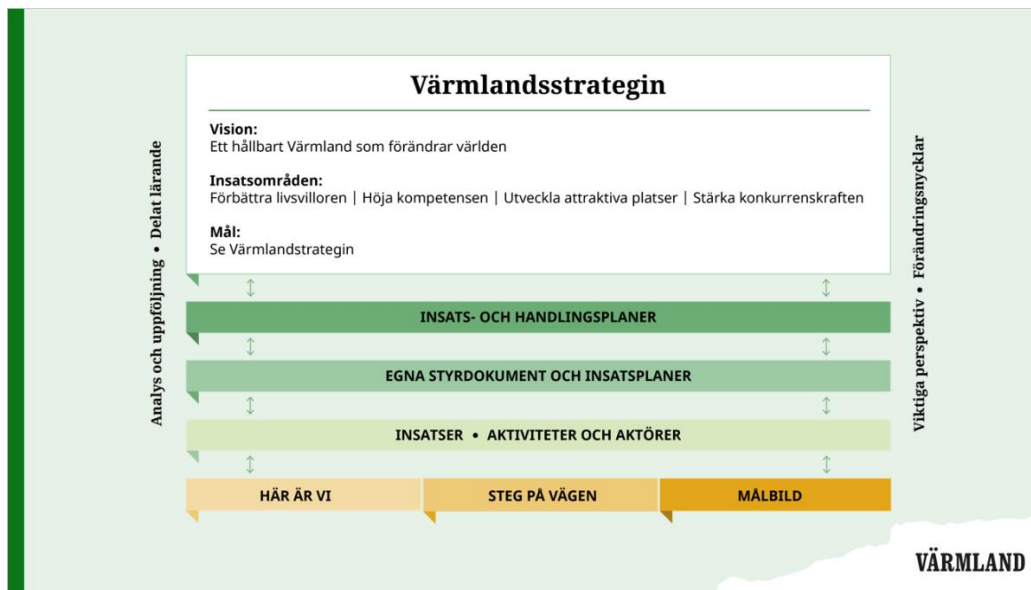 Värmlandsstrategin
Vision:
Ett hållbart Värmland som förändrar världen
Insatsområden:
Förbättra livsvilloren | Höja kompetensen | Utveckla attraktiva platser | Stärka konkurrenskraften
Mål:
Se Värmlandstrategin
Analys och uppföljning • Delat lärande
Viktiga perspektiv • Förändringsnycklar
INSATS- OCH HANDLINGSPLANER
EGNA STYRDOKUMENT OCH INSATSPLANER
INSATSER • AKTIVITETER OCH AKTÖRER
HÄR ÄR VI
STEG PÅ VÄGEN
MÅLBILD
VÄRMLAND